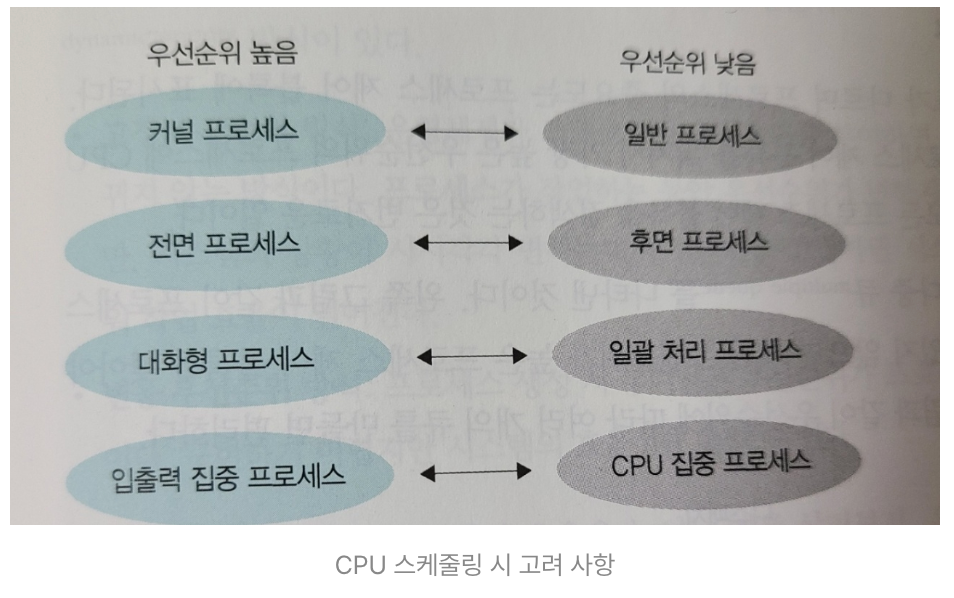 우선순위 높음
우선순위 낮음
커널 프로세스
일반 프로세스
전면 프로세스
후면 프로세스
대화형 프로세스
일괄 처리 프로세스
입출력 집중 프로세스
CPU 집중 프로세스
CPU 스케줄링 시 고려 사항